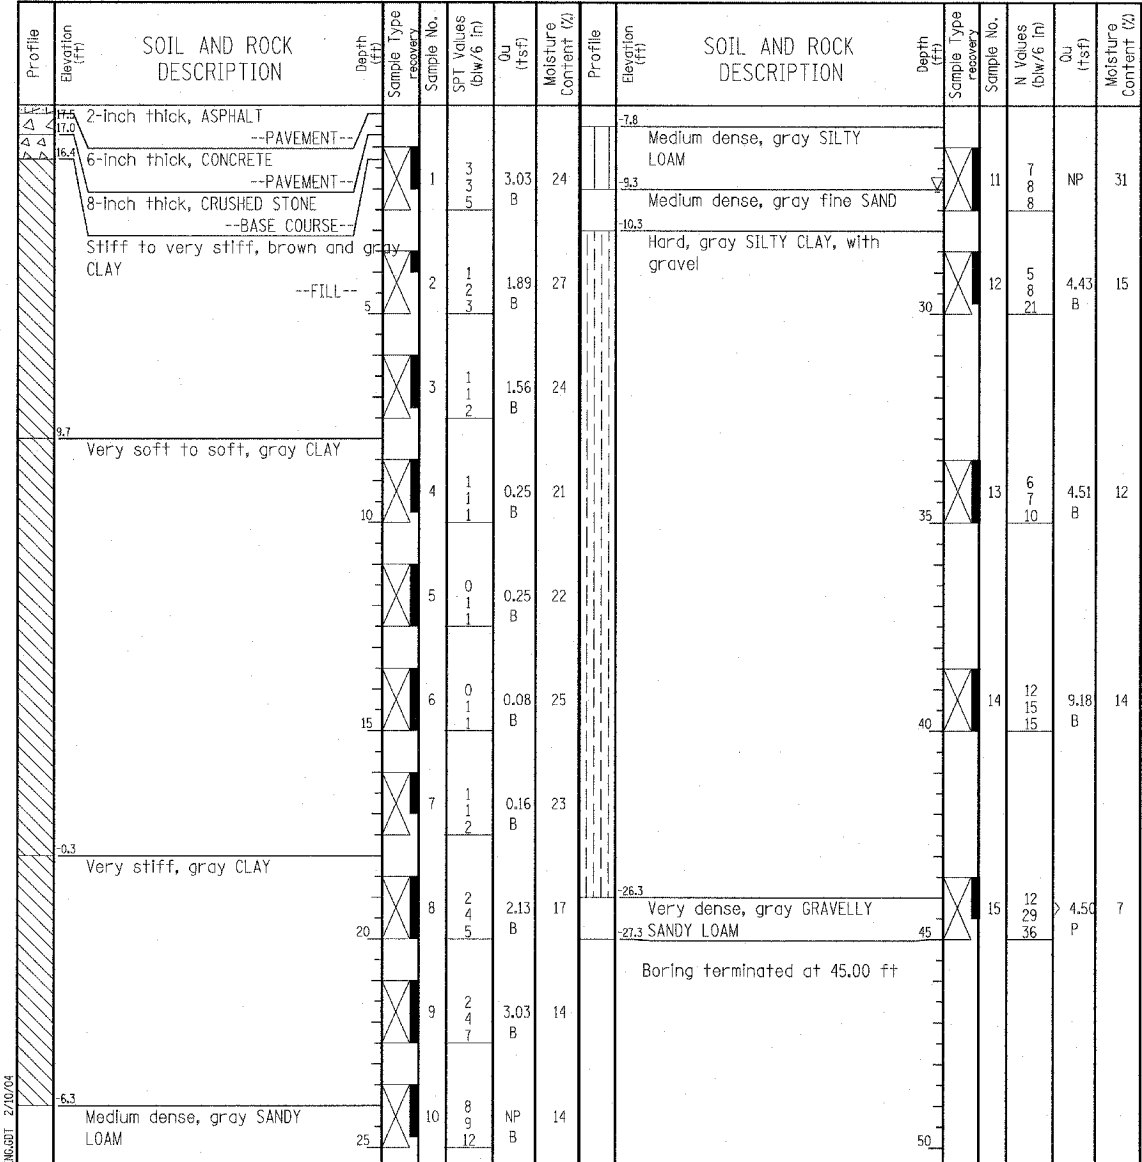 Profile
Elevation (ft)
SOIL AND ROCK DESCRIPTION
Depth (ft)
Sample Type recovery
Sample No.
SPT Values (blw/6 in)
Qu (tsf)
Moisture Content (%)
17.5 2-inch thick, ASPHALT
17.0 --PAVEMENT--
16.4 6-inch thick, CONCRETE
--PAVEMENT--
8-inch thick, CRUSHED STONE
--BASE COURSE--
Stiff to very stiff, brown and gray
CLAY
--FILL--
1 3 3 5 3.03 B 24
2 1 2 3 1.89 B 27
5
3 1 1 2 1.56 B 24
9.7
Very soft to soft, gray CLAY
4 1 1 1 0.25 B 21
10
5 0 1 1 0.25 B 22
6 0 1 1 0.08 B 25
15
7 1 1 2 0.16 B 23
-0.3
Very stiff, gray CLAY
8 2 4 5 2.13 B 17
20
9 2 4 7 3.03 B 14
-6.3
Medium dense, gray SANDY
LOAM
10 8 9 12 NP B 14
25
Profile
Elevation (ft)
SOIL AND ROCK DESCRIPTION
Depth (ft)
Sample Type recovery
Sample No.
N Values (blw/6 in)
Qu (tsf)
Moisture Content (%)
-7.8
Medium dense, gray SILTY
LOAM
11 7 8 8 NP 31
-9.3
Medium dense, gray fine SAND
-10.3
Hard, gray SILTY CLAY, with
gravel
12 5 8 21 4.43 B 15
30
13 6 7 10 4.51 B 12
35
14 12 15 15 9.18 B 14
40
-26.3
Very dense, gray GRAVELLY
-27.3 SANDY LOAM
15 12 29 36 > 4.50 P 7
45
Boring terminated at 45.00 ft
50
NG.GDT 2/10/04